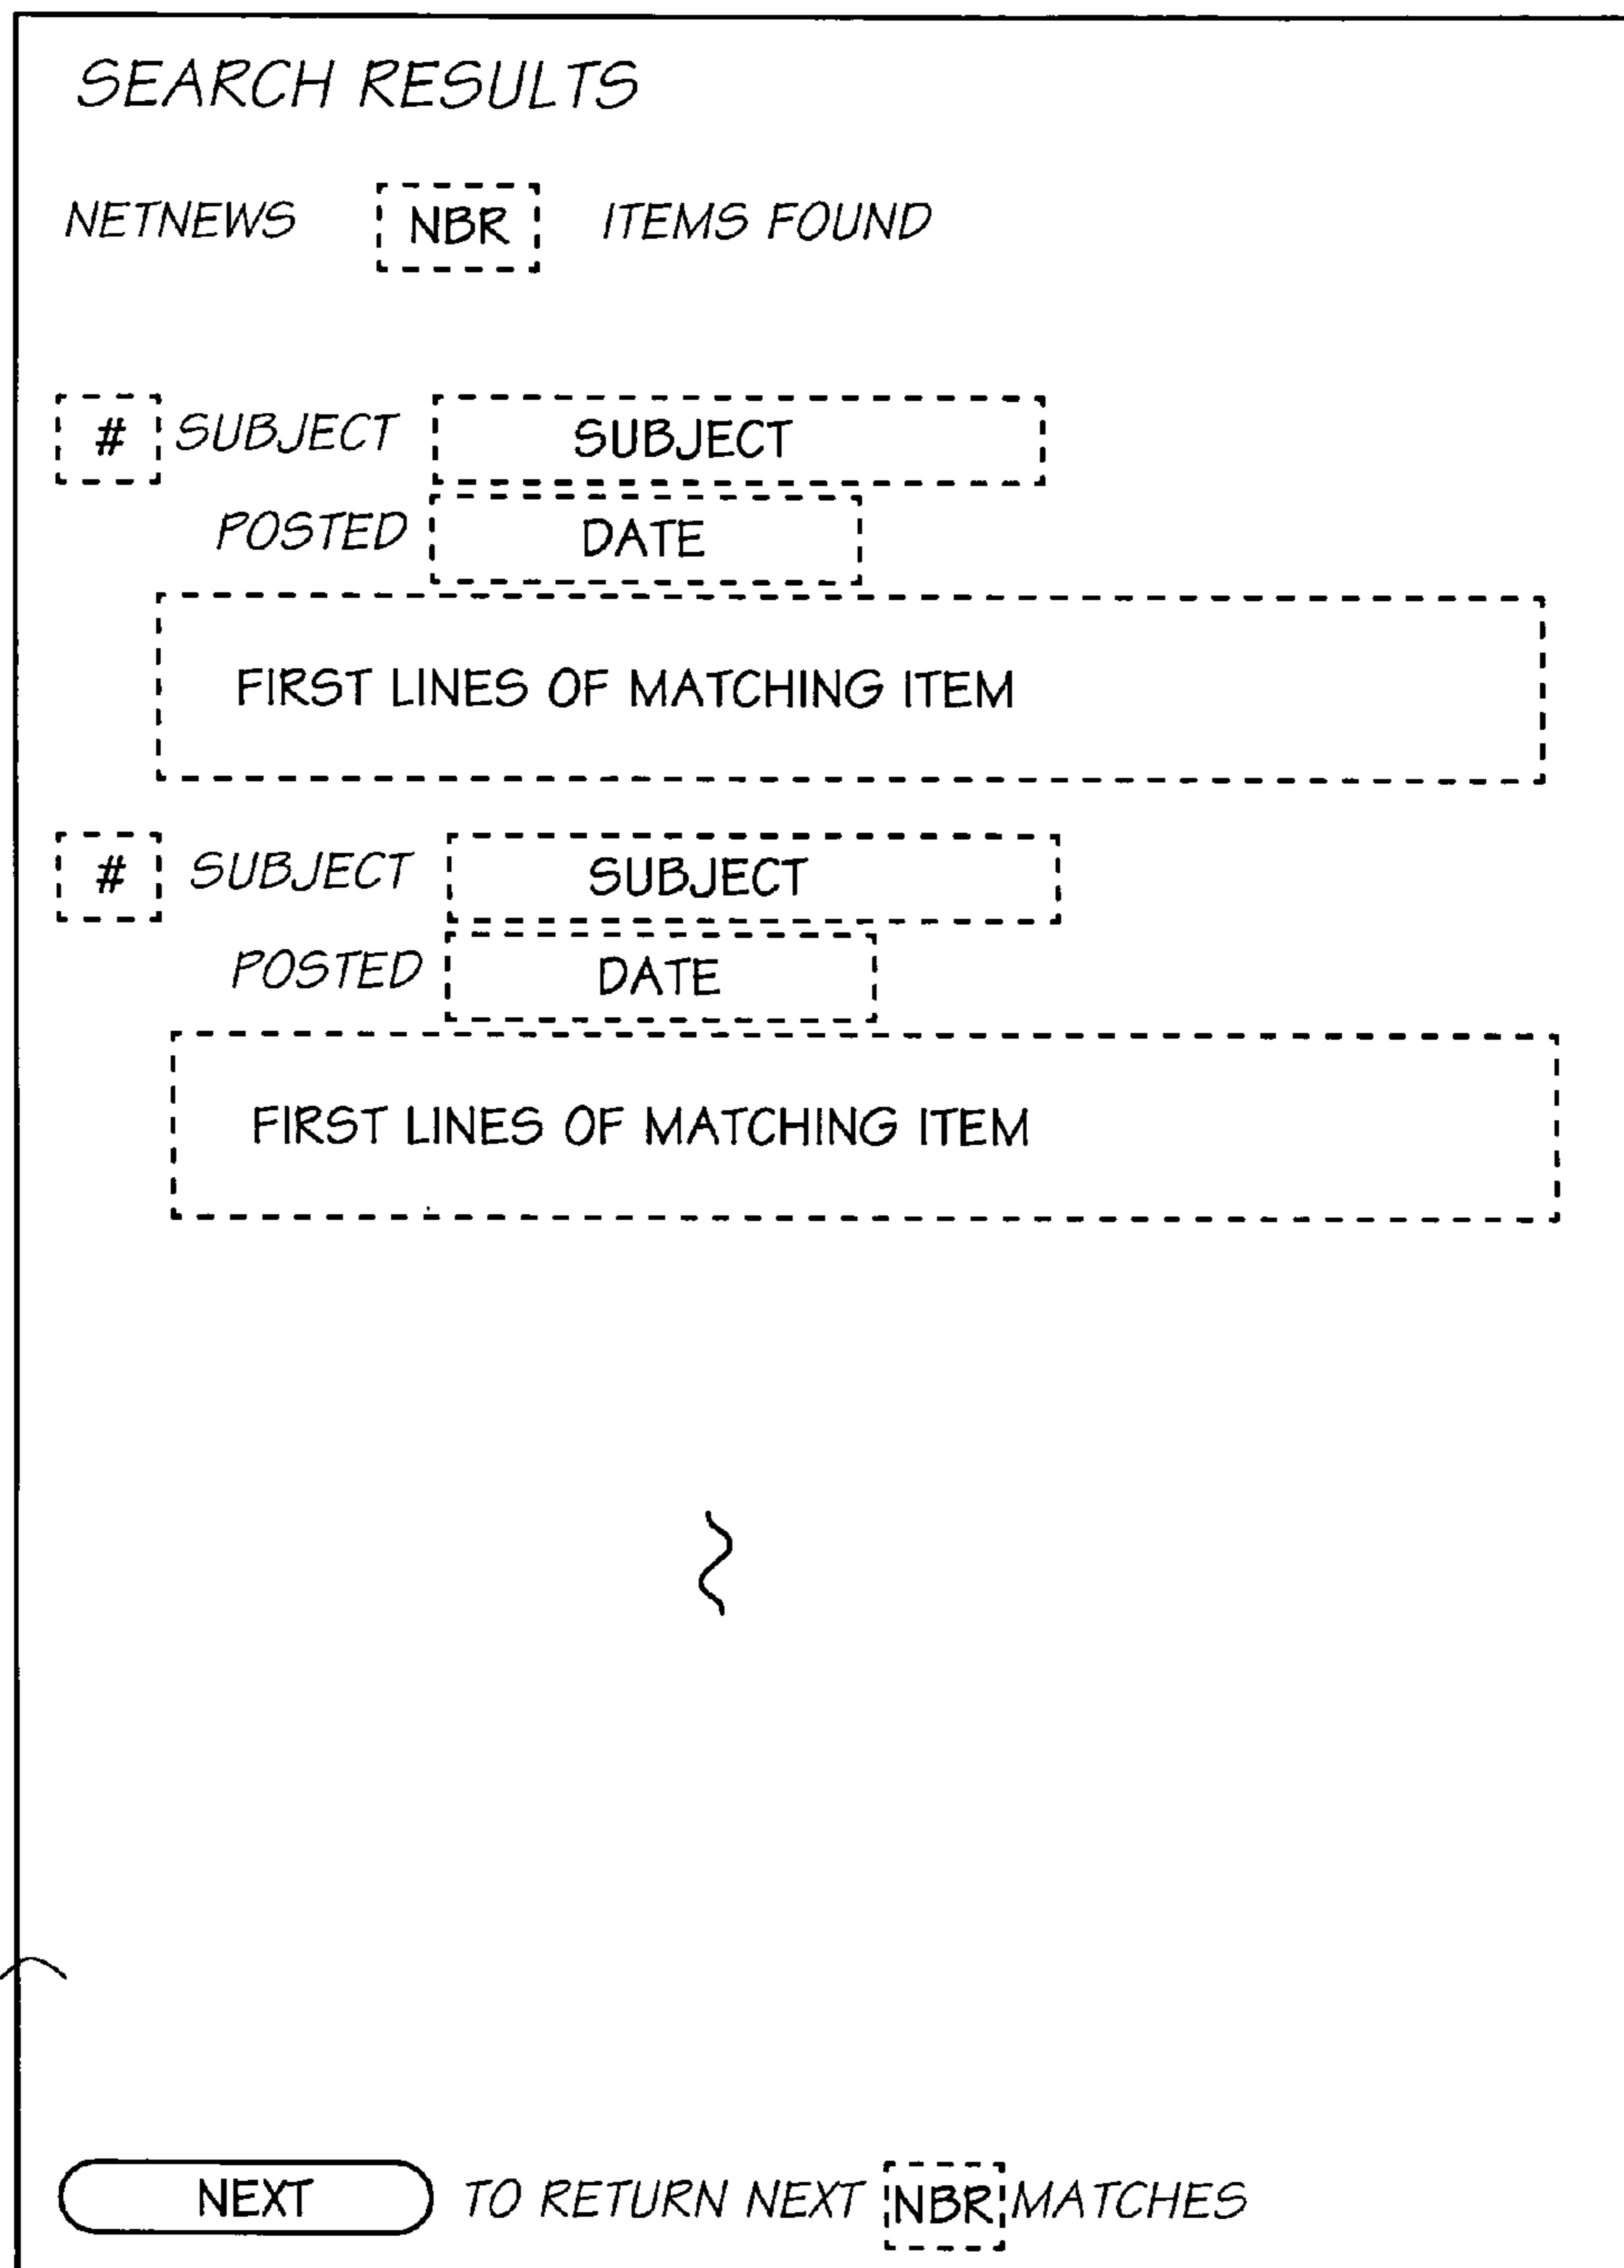 SEARCH RESULTS
NETNEWS NBR ITEMS FOUND
# SUBJECT SUBJECT
POSTED DATE
FIRST LINES OF MATCHING ITEM
# SUBJECT SUBJECT
POSTED DATE
FIRST LINES OF MATCHING ITEM
NEXT TO RETURN NEXT NBR MATCHES